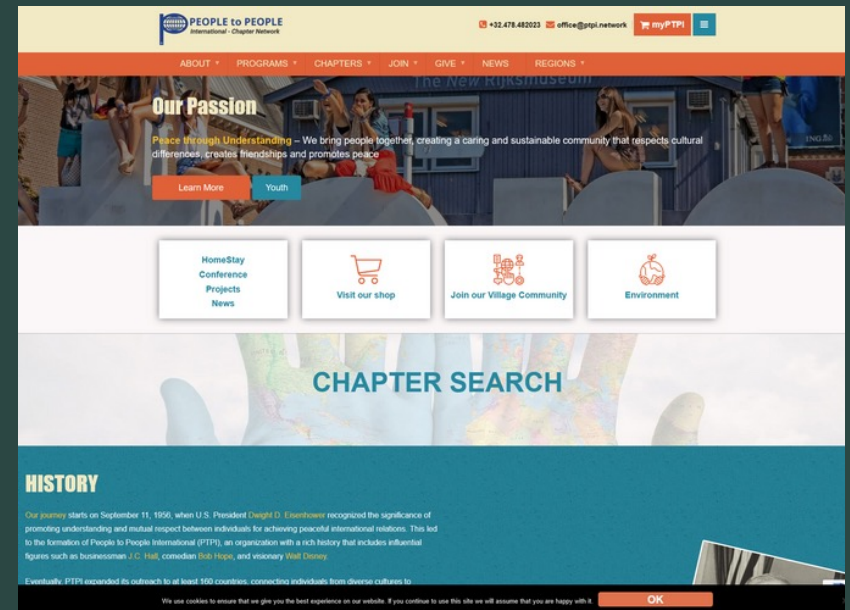 PEOPLE to PEOPLE
International - Chapter Network
+32.478.482023 office@ptpi.network myPTPI
ABOUT PROGRAMS CHAPTERS JOIN GIVE NEWS REGIONS
The New Rijksmuseum
Our Passion
Peace through Understanding – We bring people together, creating a caring and sustainable community that respects cultural
differences, creates friendships and promotes peace
ING
Learn More Youth
HomeStay
Conference
Projects
News
Visit our shop
Join our Village Community
Environment
CHAPTER SEARCH
HISTORY
Our journey starts on September 11, 1956, when U.S. President Dwight D. Eisenhower recognized the significance of
promoting understanding and mutual respect between individuals for achieving peaceful international relations. This led
to the formation of People to People International (PTPI), an organization with a rich history that includes influential
figures such as businessman J.C. Hall, comedian Bob Hope, and visionary Walt Disney.
Eventually, PTPI expanded its outreach to at least 160 countries, connecting individuals from diverse cultures to
We use cookies to ensure that we give you the best experience on our website. If you continue to use this site we will assume that you are happy with it.
OK